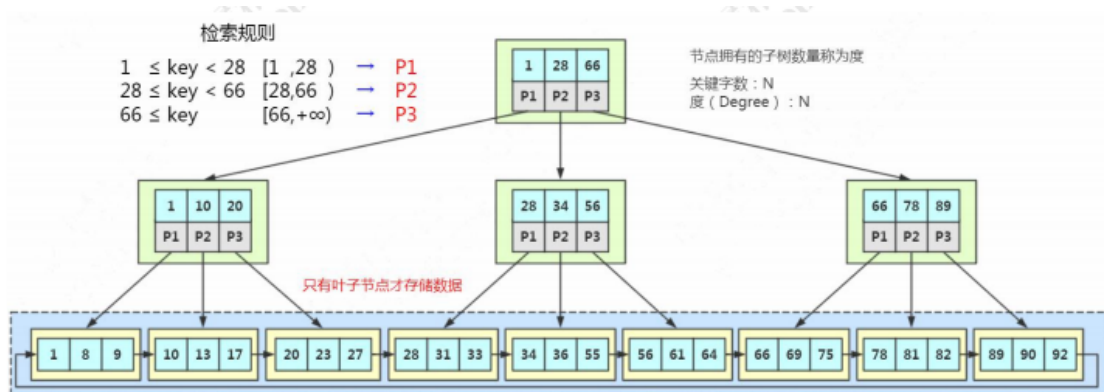 检索规则
1 ≤ key < 28 [1 ,28 ) → P1
28 ≤ key < 66 [28,66 ) → P2
66 ≤ key [66,+∞) → P3
节点拥有的子树数量称为度
关键字数：N
度（Degree）：N
1 28 66
P1 P2 P3
1 10 20
P1 P2 P3
28 34 56
P1 P2 P3
66 78 89
P1 P2 P3
只有叶子节点才存储数据
1 8 9 10 13 17 20 23 27 28 31 33 34 36 55 56 61 64 66 69 75 78 81 82 89 90 92